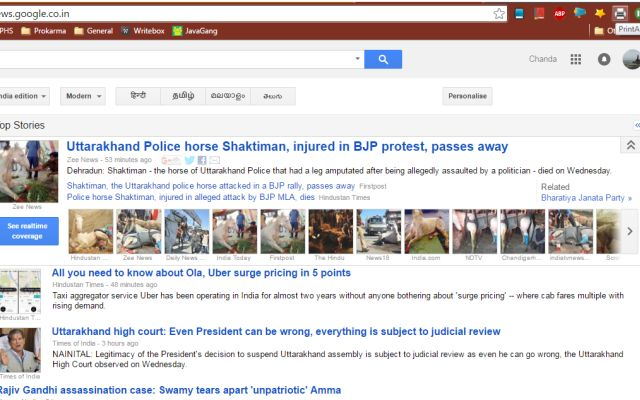 ews.google.co.in
PHS Prokarma General Writebox JavaGang Ot
PrintA
Chanda
ndia edition Modern हिन्दी தமிழ் മലയാളം తెలుగు Personalise
op Stories
Uttarakhand Police horse Shaktiman, injured in BJP protest, passes away
Zee News - 53 minutes ago
Dehradun: Shaktiman - the horse of Uttarakhand Police that had a leg amputated after being allegedly assaulted by a politician - died on Wednesday.
Shaktiman, the Uttarakhand police horse attacked in a BJP rally, passes away Firstpost
Police horse Shaktiman, injured in alleged attack by BJP MLA, dies Hindustan Times
Related
Bharatiya Janata Party »
Zee News
See realtime
coverage
Hindustan ... Zee News Daily News ... India Today Firstpost The Hindu News18 India.com NDTV Chandigarh... indiatvnews...
All you need to know about Ola, Uber surge pricing in 5 points
Hindustan Times - 48 minutes ago
Taxi aggregator service Uber has been operating in India for almost two years without anyone bothering about 'surge pricing' -- where cab fares multiple with
rising demand.
Hindustan T...
Uttarakhand high court: Even President can be wrong, everything is subject to judicial review
Times of India - 3 hours ago
NAINITAL: Legitimacy of the President's decision to suspend Uttarakhand assembly is subject to judicial review as even he can go wrong, the Uttarakhand
High Court observed on Wednesday.
Times of India
Rajiv Gandhi assassination case: Swamy tears apart 'unpatriotic' Amma